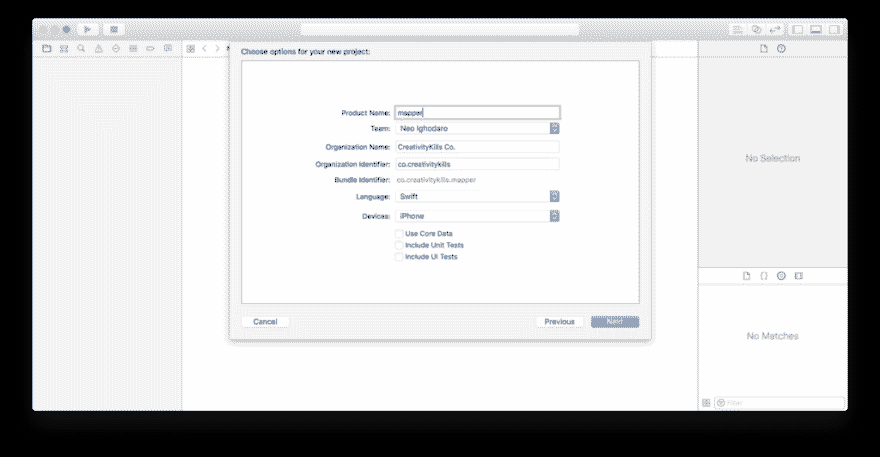 Choose options for your new project:
Product Name: mapper
Team: Neo Ighodaro
Organization Name: CreativityKills Co.
Organization Identifier: co.creativitykills
Bundle Identifier: co.creativitykills.mapper
Language: Swift
Devices: iPhone
Use Core Data
Include Unit Tests
Include UI Tests
Cancel
Previous
Next
No Selection
No Matches
Filter